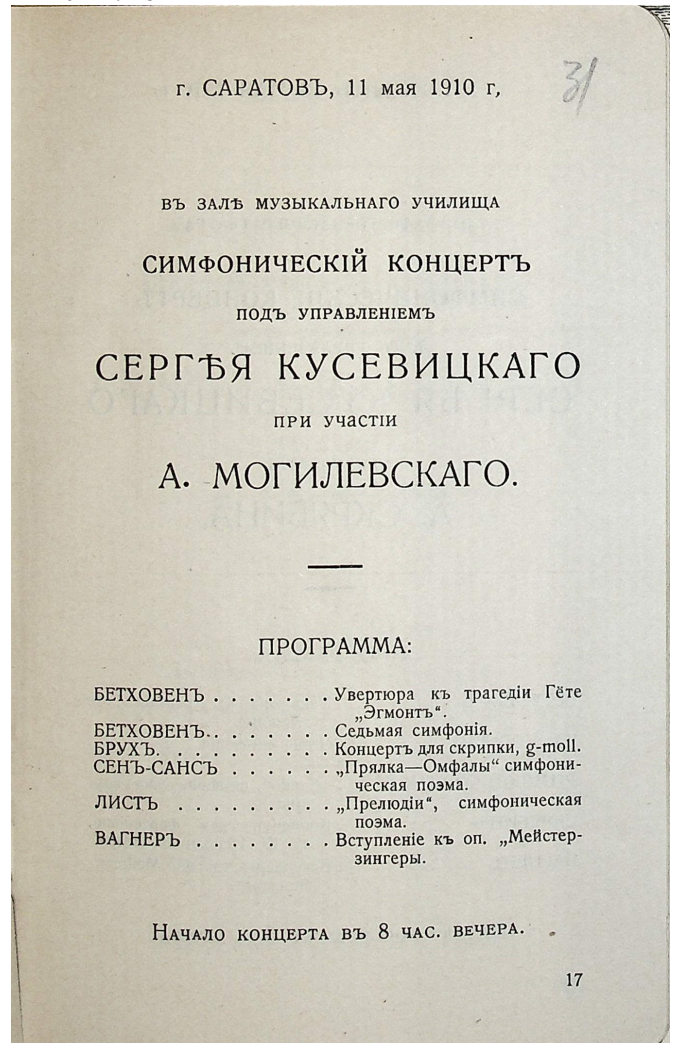 г. САРАТОВЪ, 11 мая 1910 г,
31
ВЪ ЗАЛѢ МУЗЫКАЛЬНАГО УЧИЛИЩА
СИМФОНИЧЕСКІЙ КОНЦЕРТЪ
ПОДЪ УПРАВЛЕНІЕМЪ
СЕРГѢЯ КУСЕВИЦКАГО
ПРИ УЧАСТІИ
А. МОГИЛЕВСКАГО.
ПРОГРАММА:
БЕТХОВЕНЪ . . . . . . . Увертюра къ трагедіи Гёте
„Эгмонтъ“.
БЕТХОВЕНЪ. . . . . . . . Седьмая симфонія.
БРУХЪ. . . . . . . . . . Концертъ для скрипки, g-moll.
СЕНЪ-САНСЪ . . . . . . „Прялка—Омфалы“ симфони-
ческая поэма.
ЛИСТЪ . . . . . . . . . „Прелюдіи“, симфоническая
поэма.
ВАГНЕРЪ . . . . . . . . Вступленіе къ оп. „Мейстер-
зингеры.
НАЧАЛО КОНЦЕРТА ВЪ 8 ЧАС. ВЕЧЕРА.
17